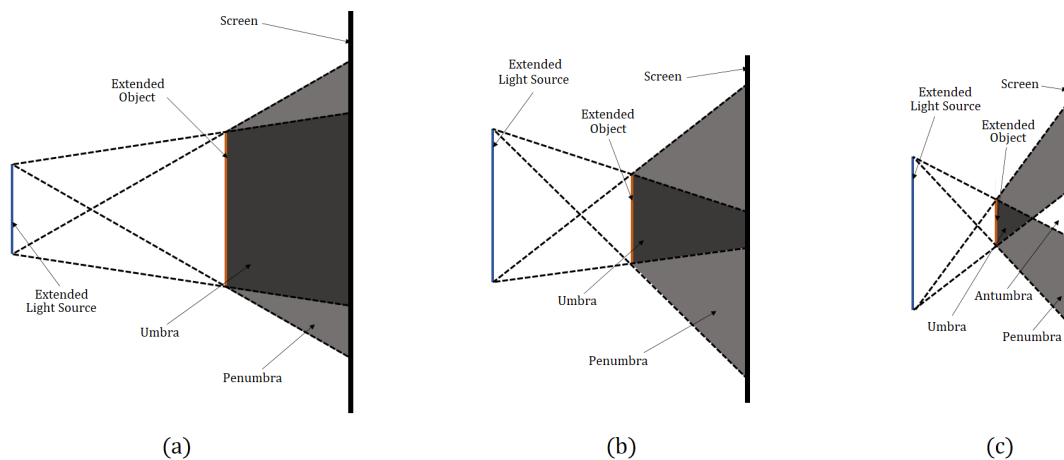 Screen
Extended
Object
Extended
Light Source
Umbra
Penumbra
(a)
Extended
Light Source
Screen
Extended
Object
Umbra
Penumbra
(b)
Screen
Extended
Light Source
Extended
Object
Antumbra
Umbra
Penumbra
(c)